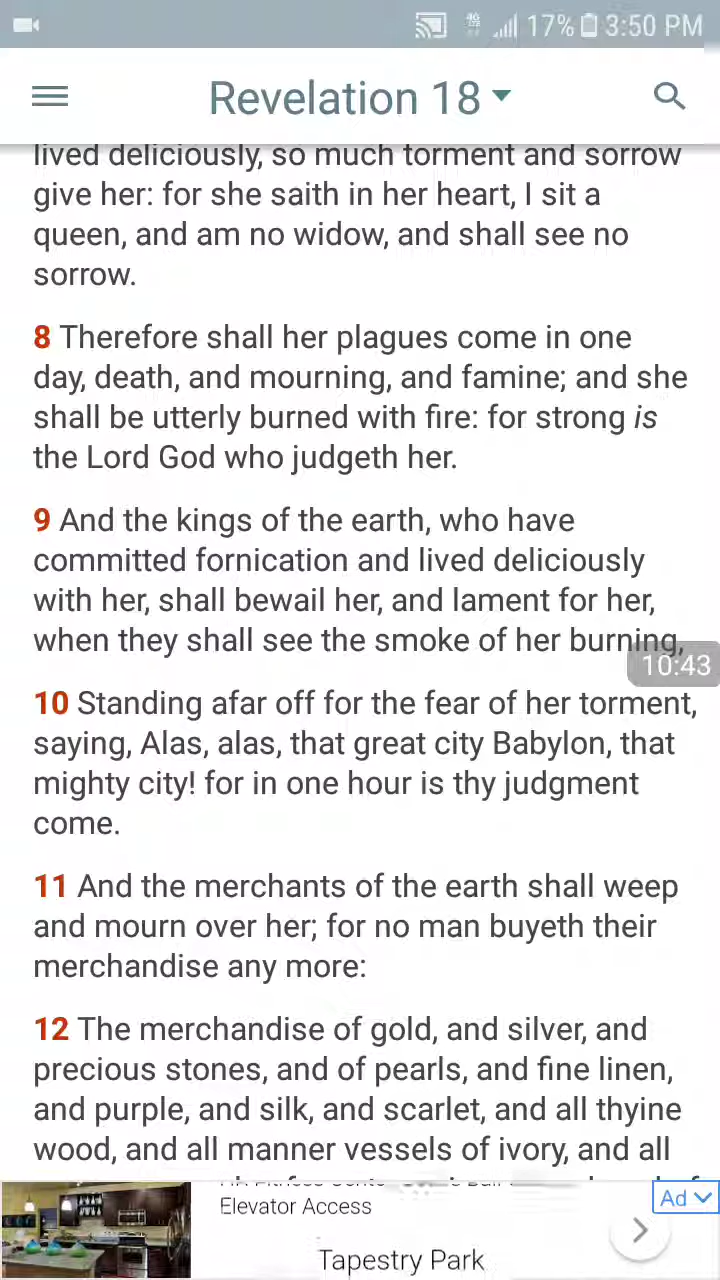 4G LTE 17% 3:50 PM
Revelation 18
lived deliciously, so much torment and sorrow
give her: for she saith in her heart, I sit a
queen, and am no widow, and shall see no
sorrow.
8 Therefore shall her plagues come in one
day, death, and mourning, and famine; and she
shall be utterly burned with fire: for strong is
the Lord God who judgeth her.
9 And the kings of the earth, who have
committed fornication and lived deliciously
with her, shall bewail her, and lament for her,
when they shall see the smoke of her burning,
10:43
10 Standing afar off for the fear of her torment,
saying, Alas, alas, that great city Babylon, that
mighty city! for in one hour is thy judgment
come.
11 And the merchants of the earth shall weep
and mourn over her; for no man buyeth their
merchandise any more:
12 The merchandise of gold, and silver, and
precious stones, and of pearls, and fine linen,
and purple, and silk, and scarlet, and all thyine
wood, and all manner vessels of ivory, and all
Ad
Elevator Access
Tapestry Park